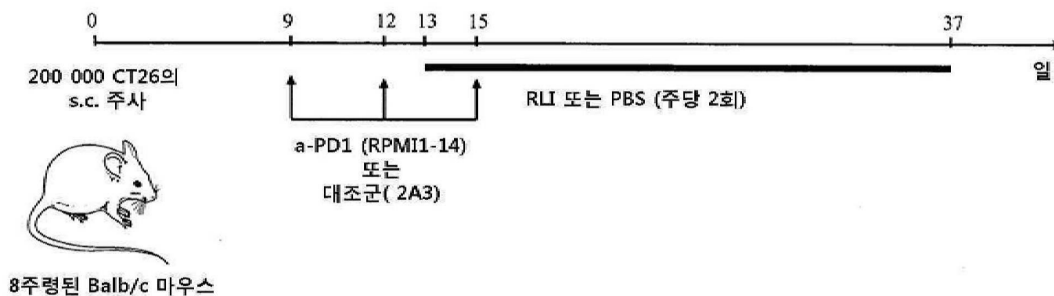 0 9 12 13 15 37
일
200 000 CT26의
s.c. 주사
RLI 또는 PBS (주당 2회)
a-PD1 (RPMI1-14)
또는
대조군( 2A3)
8주령된 Balb/c 마우스